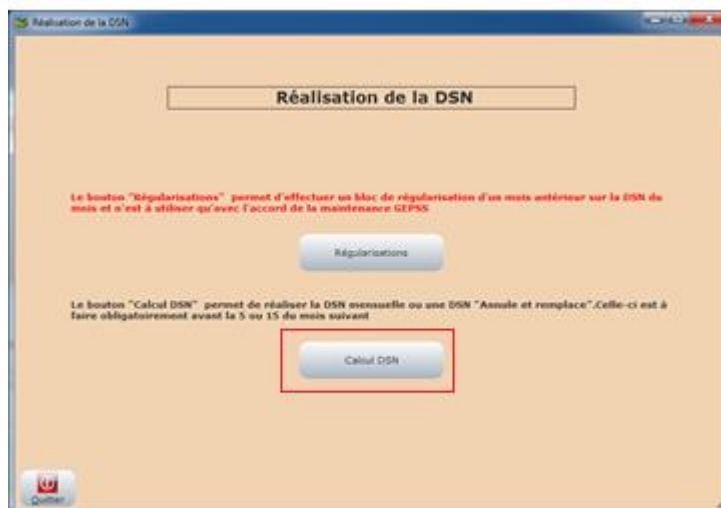 Réalisation de la DSN
Réalisation de la DSN
Le bouton "Régularisations" permet d'effectuer un bloc de régularisation d'un mois antérieur sur la DSN du
mois et n'est à utiliser qu'avec l'accord de la maintenance GEPSS
Régularisations
Le bouton "Calcul DSN" permet de réaliser la DSN mensuelle ou une DSN "Annule et remplace".Celle-ci est à
faire obligatoirement avant la 5 ou 15 du mois suivant
Calcul DSN
Quitter